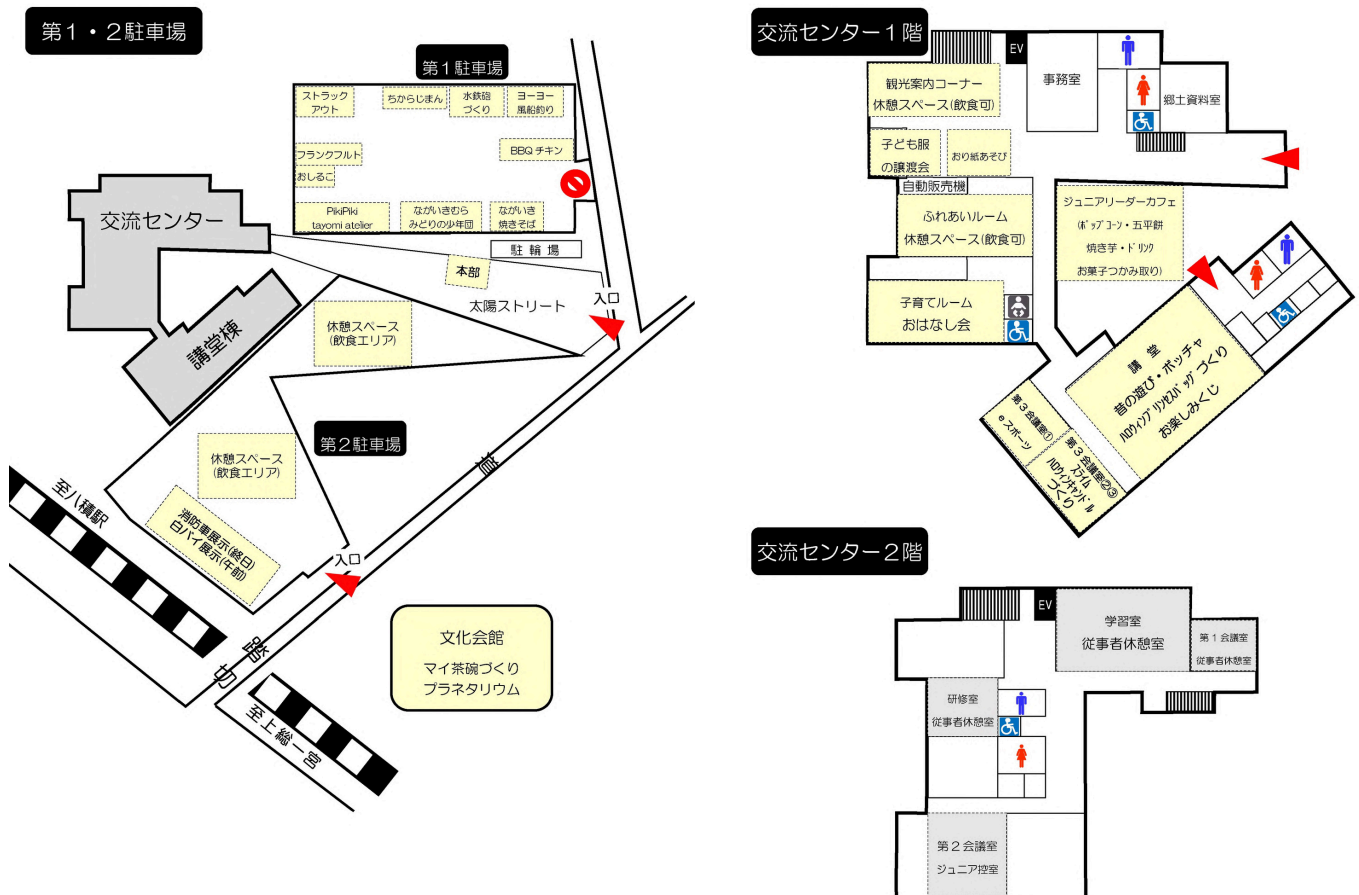 第1・2駐車場
第1駐車場
ストラック
アウト
ちからじまん
水鉄砲
づくり
ヨーヨー
風船釣り
フランクフルト
おしるこ
BBQチキン
PikiPiki
tayomi atelier
ながいきむら
みどりの少年団
ながいき
焼きそば
駐輪場
交流センター
本部
太陽ストリート
入口
講堂棟
休憩スペース
(飲食エリア)
第2駐車場
休憩スペース
(飲食エリア)
県道
消防車展示(終日)
白バイ展示(午前)
入口
至八積駅
踏切
至上総一宮
文化会館
マイ茶碗づくり
プラネタリウム
交流センター1階
EV
観光案内コーナー
休憩スペース(飲食可)
事務室
郷土資料室
子ども服
の譲渡会
おり紙あそび
自動販売機
ふれあいルーム
休憩スペース(飲食可)
ジュニアリーダーカフェ
(ポップコーン・五平餅
焼き芋・ドリンク
お菓子つかみ取り)
子育てルーム
おはなし会
講堂
昔の遊び・ボッチャ
ハロウィンプリンセスバッグづくり
お楽しみくじ
第3会議室①
eスポーツ
第3会議室②③
スライム
ハロウィンキャンドル
づくり
交流センター2階
EV
学習室
従事者休憩室
第1会議室
従事者休憩室
研修室
従事者休憩室
第2会議室
ジュニア控室